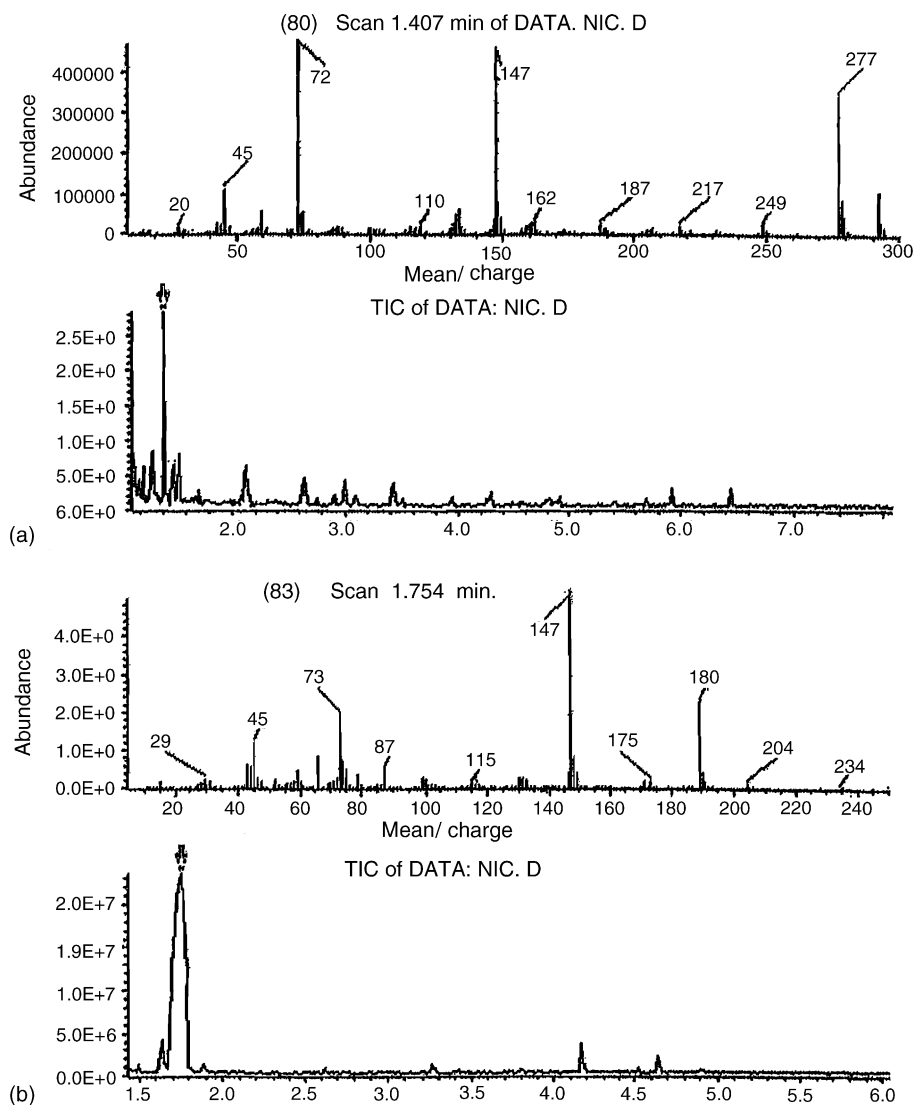 (80) Scan 1.407 min of DATA. NIC. D
Abundance
400000
300000
200000
100000
0
20
45
72
110
147
162
187
217
249
277
50 100 150 200 250 300
Mean/ charge
TIC of DATA: NIC. D
2.5E+0
2.0E+0
1.5E+0
1.0E+0
5.0E+0
6.0E+0
2.0 3.0 4.0 5.0 6.0 7.0
(a)
(83) Scan 1.754 min.
Abundance
4.0E+0
3.0E+0
2.0E+0
1.0E+0
0.0E+0
29
45
73
87
115
147
175
180
204
234
20 40 60 80 100 120 140 160 180 200 220 240
Mean/ charge
TIC of DATA: NIC. D
2.0E+7
1.9E+7
1.0E+7
5.0E+6
0.0E+0
1.5 2.0 2.5 3.0 3.5 4.0 4.5 5.0 5.5 6.0
(b)